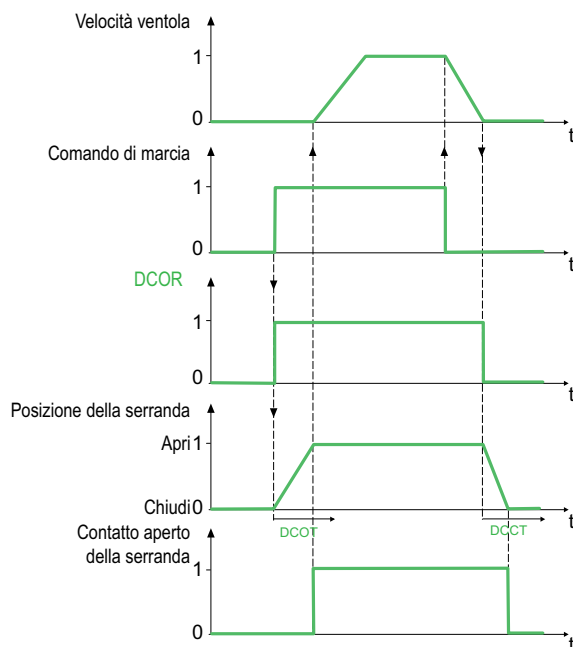 Velocità ventola
1
0
t
Comando di marcia
1
0
t
DCOR
1
0
t
Posizione della serranda
Apri 1
Chiudi 0
t
DCOT
DCCT
Contatto aperto
della serranda
1
0
t